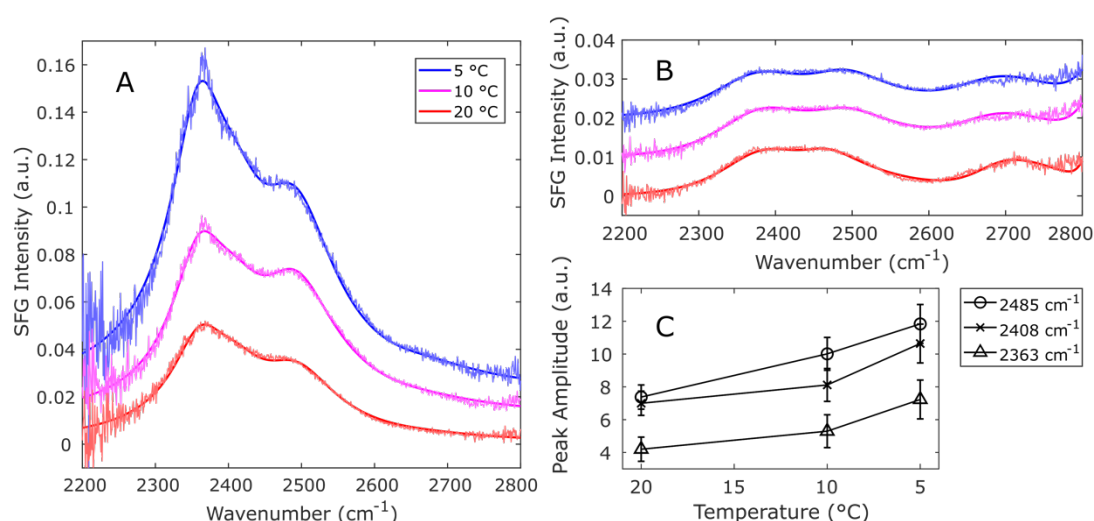 A
5 °C
10 °C
20 °C
0.16
0.14
0.12
0.1
0.08
0.06
0.04
0.02
0
SFG Intensity (a.u.)
2200 2300 2400 2500 2600 2700 2800
Wavenumber (cm⁻¹)
B
0.04
0.03
0.02
0.01
0
SFG Intensity (a.u.)
2200 2300 2400 2500 2600 2700 2800
Wavenumber (cm⁻¹)
C
2485 cm⁻¹
2408 cm⁻¹
2363 cm⁻¹
14
12
10
8
6
4
Peak Amplitude (a.u.)
20 15 10 5
Temperature (°C)